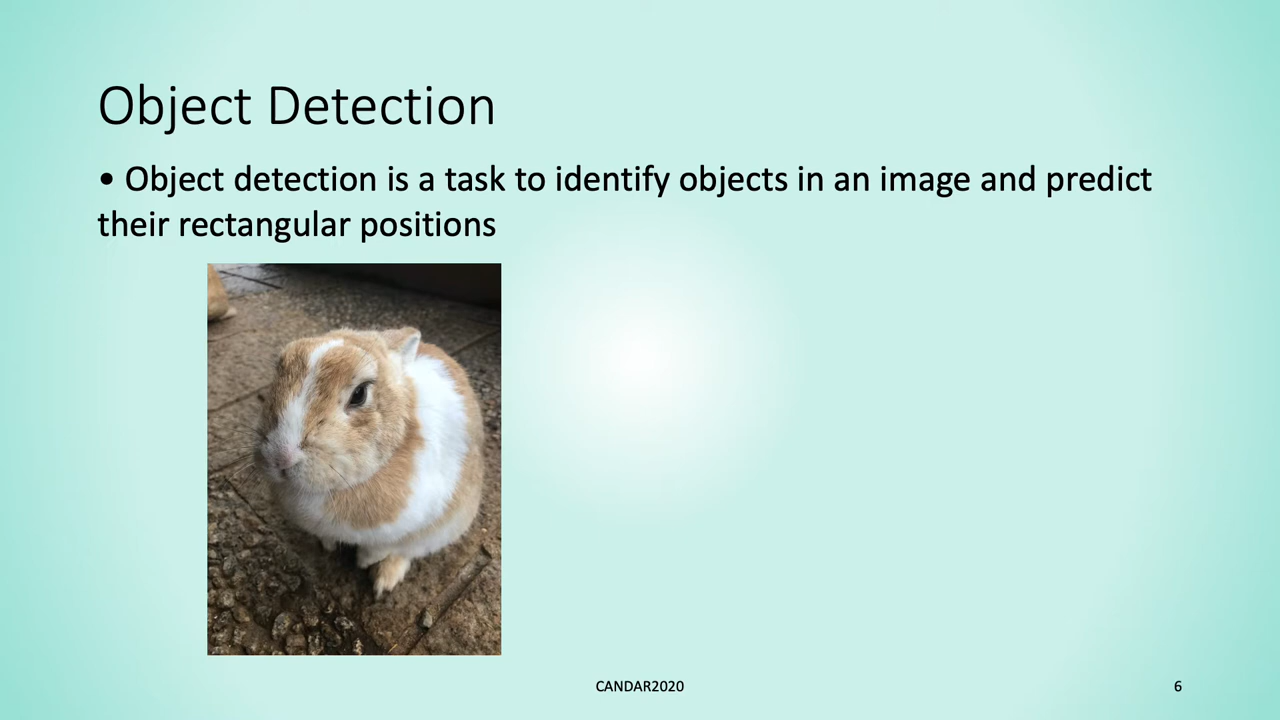 Object Detection
• Object detection is a task to identify objects in an image and predict
their rectangular positions
CANDAR2020
6